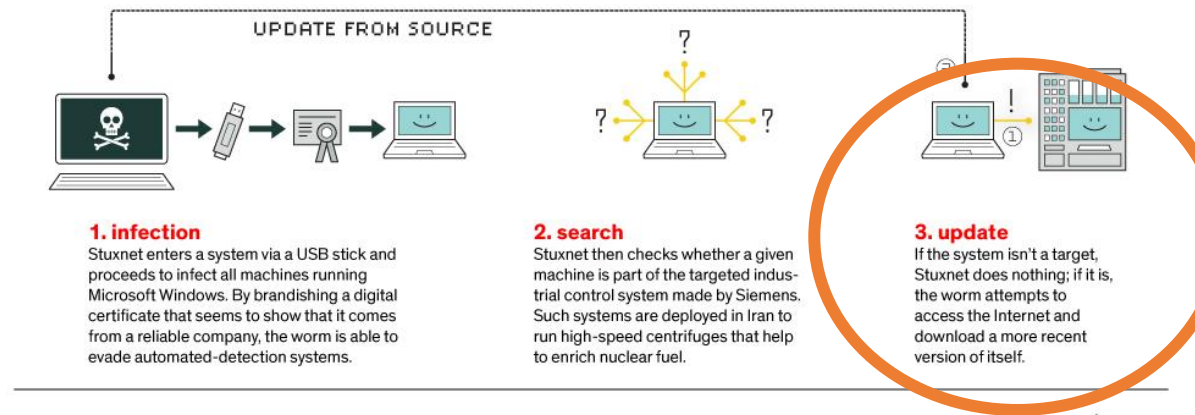 UPDATE FROM SOURCE
?
? ?
!
①
1. infection
Stuxnet enters a system via a USB stick and
proceeds to infect all machines running
Microsoft Windows. By brandishing a digital
certificate that seems to show that it comes
from a reliable company, the worm is able to
evade automated-detection systems.
2. search
Stuxnet then checks whether a given
machine is part of the targeted indus-
trial control system made by Siemens.
Such systems are deployed in Iran to
run high-speed centrifuges that help
to enrich nuclear fuel.
3. update
If the system isn't a target,
Stuxnet does nothing; if it is,
the worm attempts to
access the Internet and
download a more recent
version of itself.